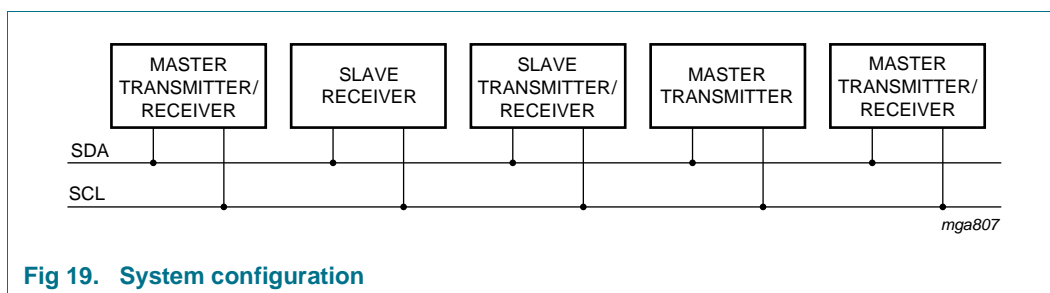 MASTER
TRANSMITTER/
RECEIVER
SLAVE
RECEIVER
SLAVE
TRANSMITTER/
RECEIVER
MASTER
TRANSMITTER
MASTER
TRANSMITTER/
RECEIVER
SDA
SCL
mga807
Fig 19. System configuration